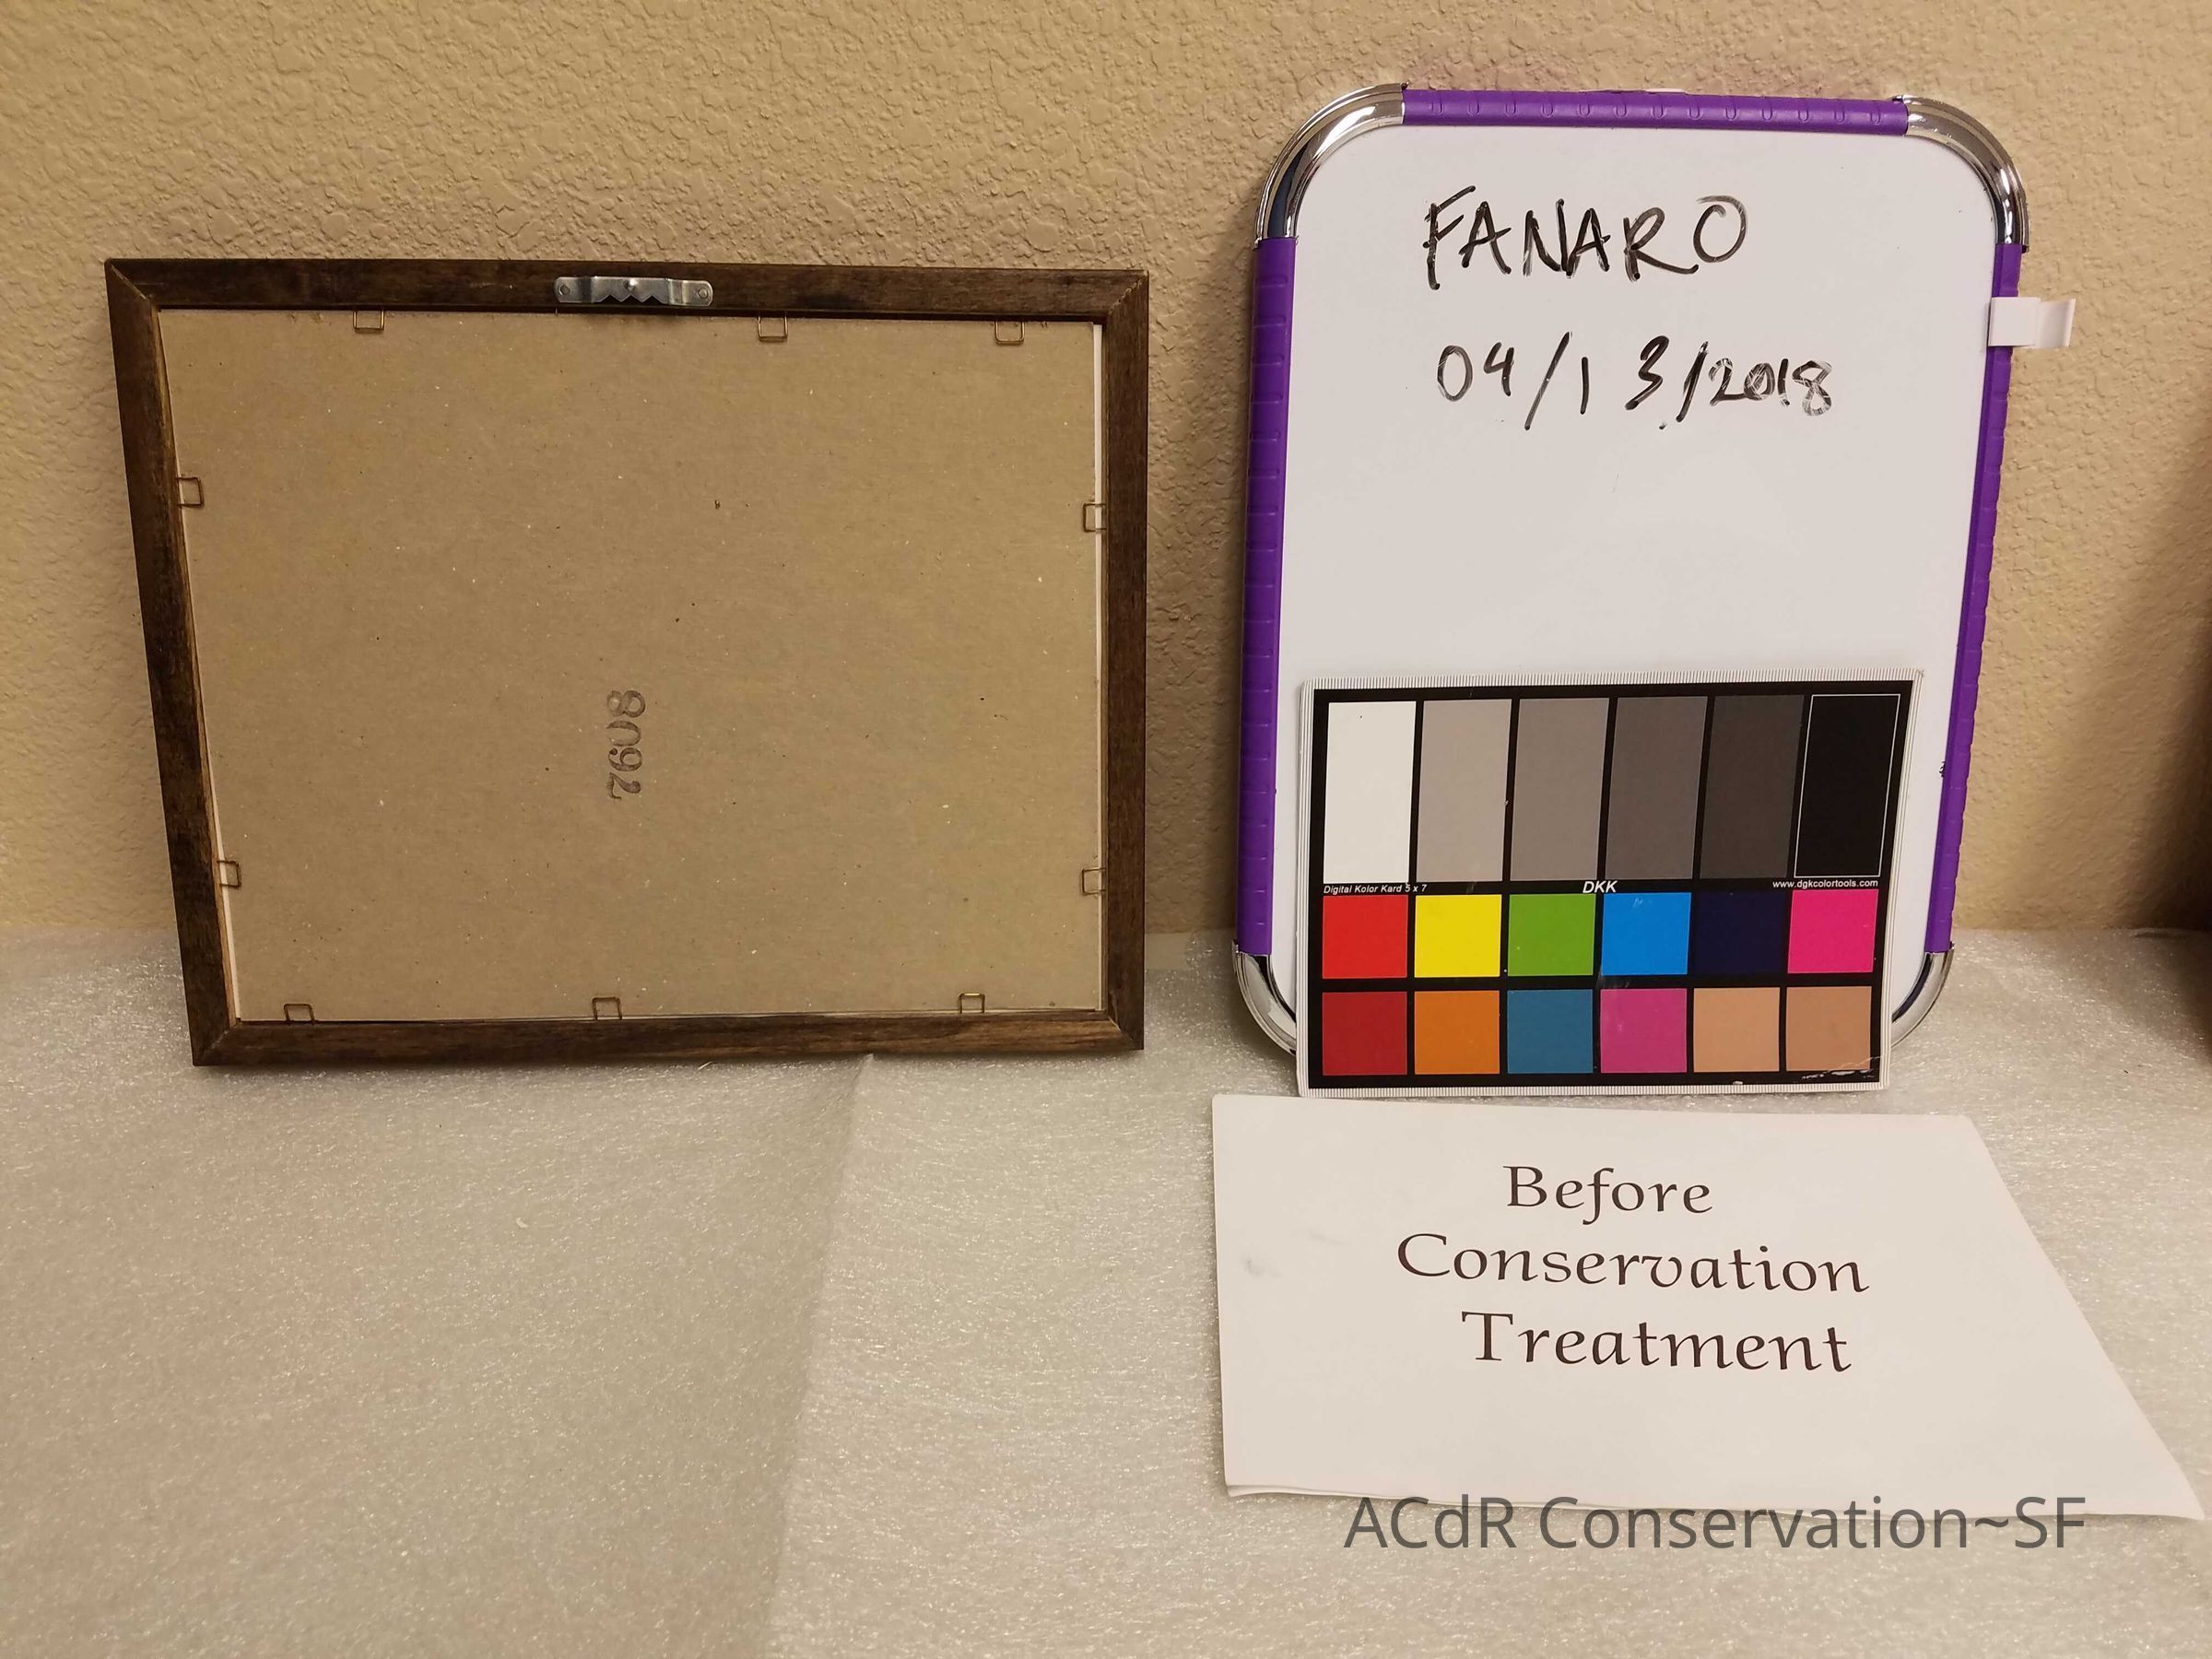 FANARO
04/13/2018
7608
Digital Kolor Kard 5 x 7 DKK www.dgkcolortools.com
Before
Conservation
Treatment
ACdR Conservation~SF